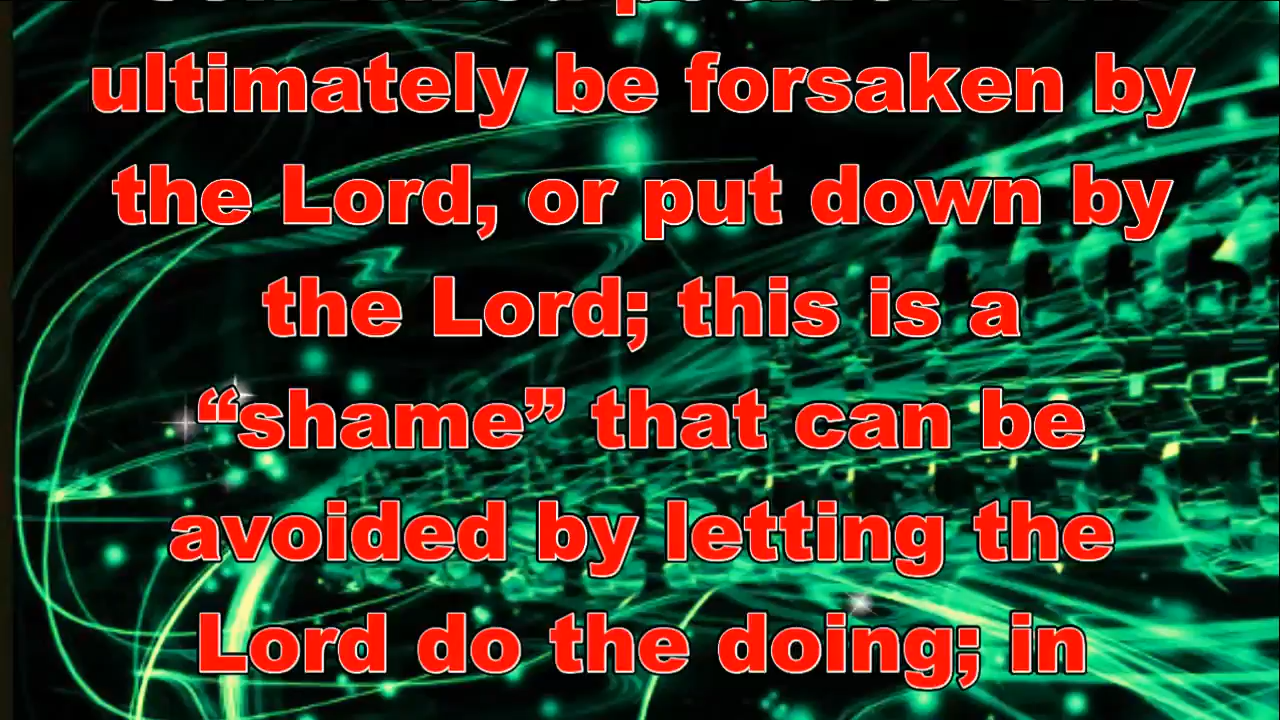 ultimately be forsaken by
the Lord, or put down by
the Lord; this is a
“shame” that can be
avoided by letting the
Lord do the doing; in